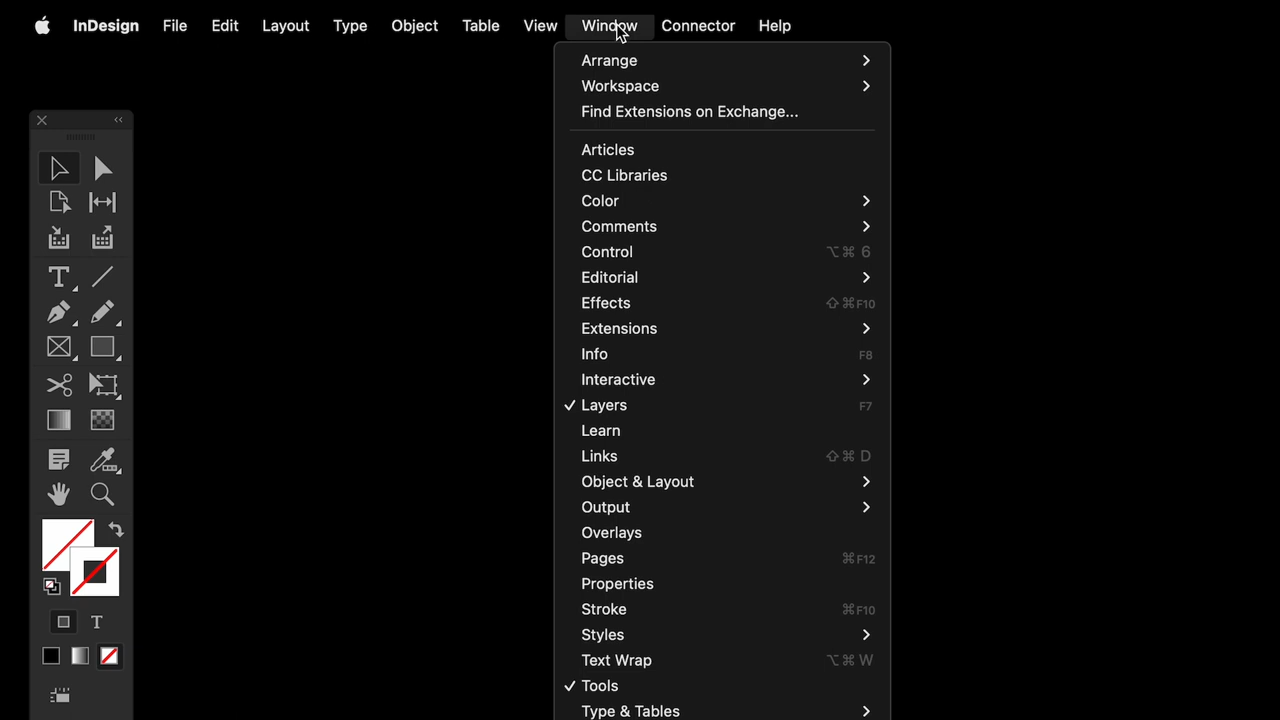 InDesign File Edit Layout Type Object Table View Window Connector Help
Arrange
Workspace
Find Extensions on Exchange...
Articles
CC Libraries
Color
Comments
Control ⌥⌘ 6
Editorial
Effects ⇧⌘F10
Extensions
Info F8
Interactive
✓ Layers F7
Learn
Links ⇧⌘ D
Object & Layout
Output
Overlays
Pages ⌘F12
Properties
Stroke ⌘F10
Styles
Text Wrap ⌥⌘ W
✓ Tools
Type & Tables